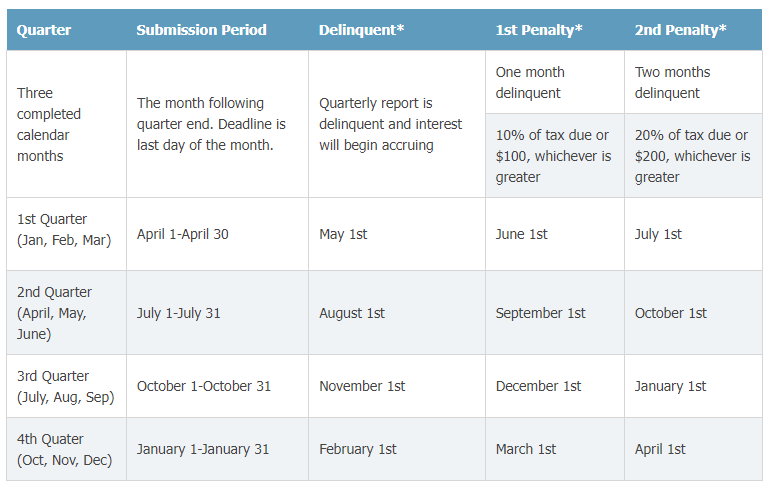 Quarter
Submission Period
Delinquent*
1st Penalty*
2nd Penalty*
Three
completed
calendar
months
The month following
quarter end. Deadline is
last day of the month.
Quarterly report is
delinquent and interest
will begin accruing
One month
delinquent
Two months
delinquent
10% of tax due or
$100, whichever is
greater
20% of tax due or
$200, whichever is
greater
1st Quarter
(Jan, Feb, Mar)
April 1-April 30
May 1st
June 1st
July 1st
2nd Quarter
(April, May,
June)
July 1-July 31
August 1st
September 1st
October 1st
3rd Quarter
(July, Aug, Sep)
October 1-October 31
November 1st
December 1st
January 1st
4th Quater
(Oct, Nov, Dec)
January 1-January 31
February 1st
March 1st
April 1st